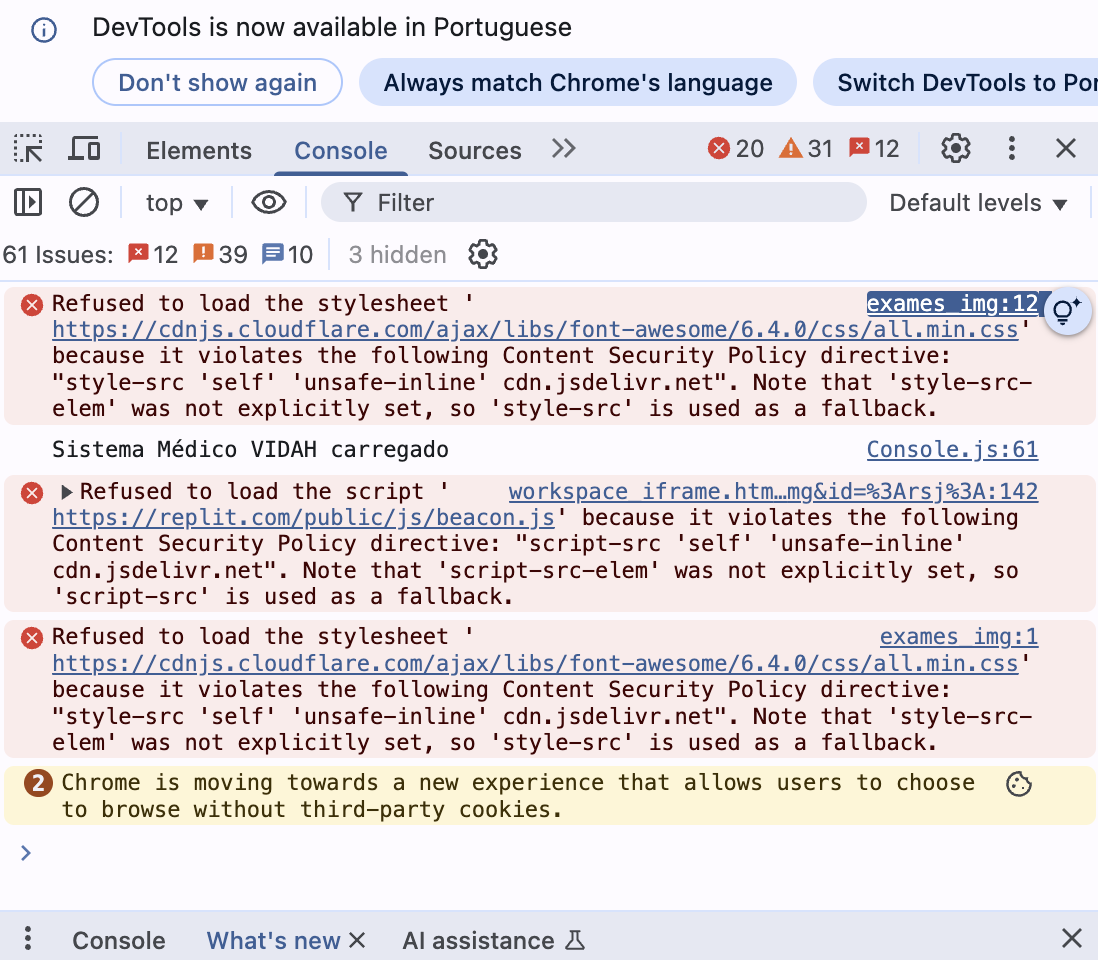 DevTools is now available in Portuguese
Don't show again
Always match Chrome's language
Switch DevTools to Por
Elements
Console
Sources
20
31
12
top
Filter
Default levels
61 Issues:
12
39
10
3 hidden
Refused to load the stylesheet '
exames_img:12
https://cdnjs.cloudflare.com/ajax/libs/font-awesome/6.4.0/css/all.min.css'
because it violates the following Content Security Policy directive:
"style-src 'self' 'unsafe-inline' cdn.jsdelivr.net". Note that 'style-src-
elem' was not explicitly set, so 'style-src' is used as a fallback.
Sistema Médico VIDAH carregado
Console.js:61
Refused to load the script '
workspace_iframe.htm…mg&id=%3Arsj%3A:142
https://replit.com/public/js/beacon.js' because it violates the following
Content Security Policy directive: "script-src 'self' 'unsafe-inline'
cdn.jsdelivr.net". Note that 'script-src-elem' was not explicitly set, so
'script-src' is used as a fallback.
Refused to load the stylesheet '
exames_img:1
https://cdnjs.cloudflare.com/ajax/libs/font-awesome/6.4.0/css/all.min.css'
because it violates the following Content Security Policy directive:
"style-src 'self' 'unsafe-inline' cdn.jsdelivr.net". Note that 'style-src-
elem' was not explicitly set, so 'style-src' is used as a fallback.
2
Chrome is moving towards a new experience that allows users to choose
to browse without third-party cookies.
Console
What's new
AI assistance